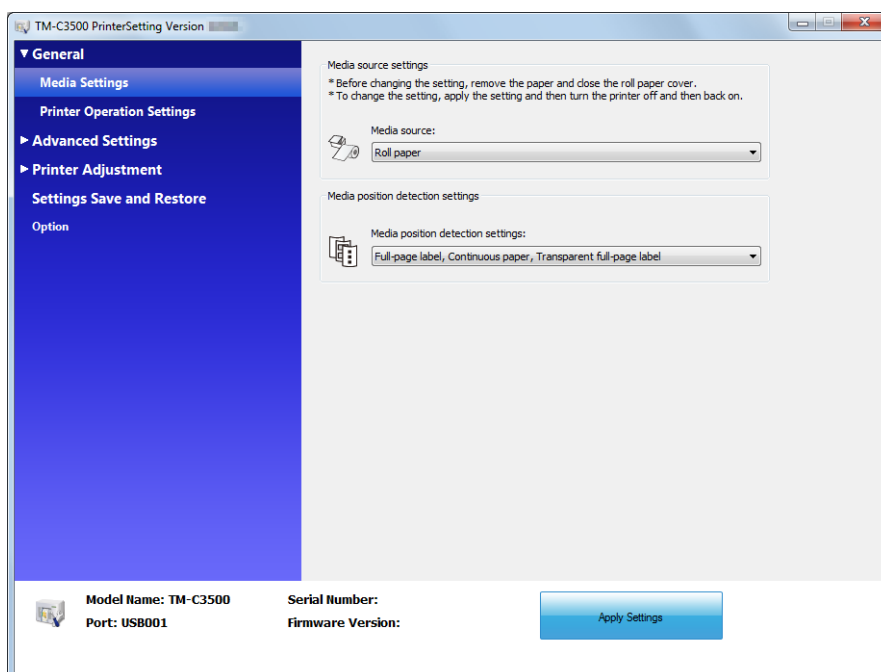 TM-C3500 PrinterSetting Version
General
Media Settings
Printer Operation Settings
Advanced Settings
Printer Adjustment
Settings Save and Restore
Option
Media source settings
* Before changing the setting, remove the paper and close the roll paper cover.
* To change the setting, apply the setting and then turn the printer off and then back on.
Media source:
Roll paper
Media position detection settings
Media position detection settings:
Full-page label, Continuous paper, Transparent full-page label
Model Name: TM-C3500
Serial Number:
Port: USB001
Firmware Version:
Apply Settings